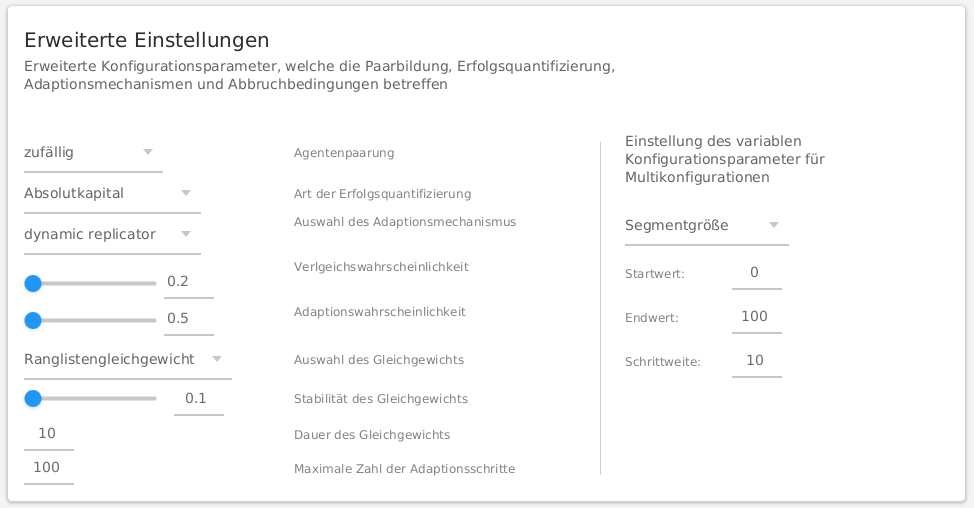 Erweiterte Einstellungen
Erweiterte Konfigurationsparameter, welche die Paarbildung, Erfolgsquantifizierung,
Adaptionsmechanismen und Abbruchbedingungen betreffen
zufällig
Agentenpaarung
Absolutkapital
Art der Erfolgsquantifizierung
dynamic replicator
Auswahl des Adaptionsmechanismus
0.2
Verlgeichswahrscheinlichkeit
0.5
Adaptionswahrscheinlichkeit
Ranglistengleichgewicht
Auswahl des Gleichgewichts
0.1
Stabilität des Gleichgewichts
10
Dauer des Gleichgewichts
100
Maximale Zahl der Adaptionsschritte
Einstellung des variablen
Konfigurationsparameter für
Multikonfigurationen
Segmentgröße
Startwert:
0
Endwert:
100
Schrittweite:
10